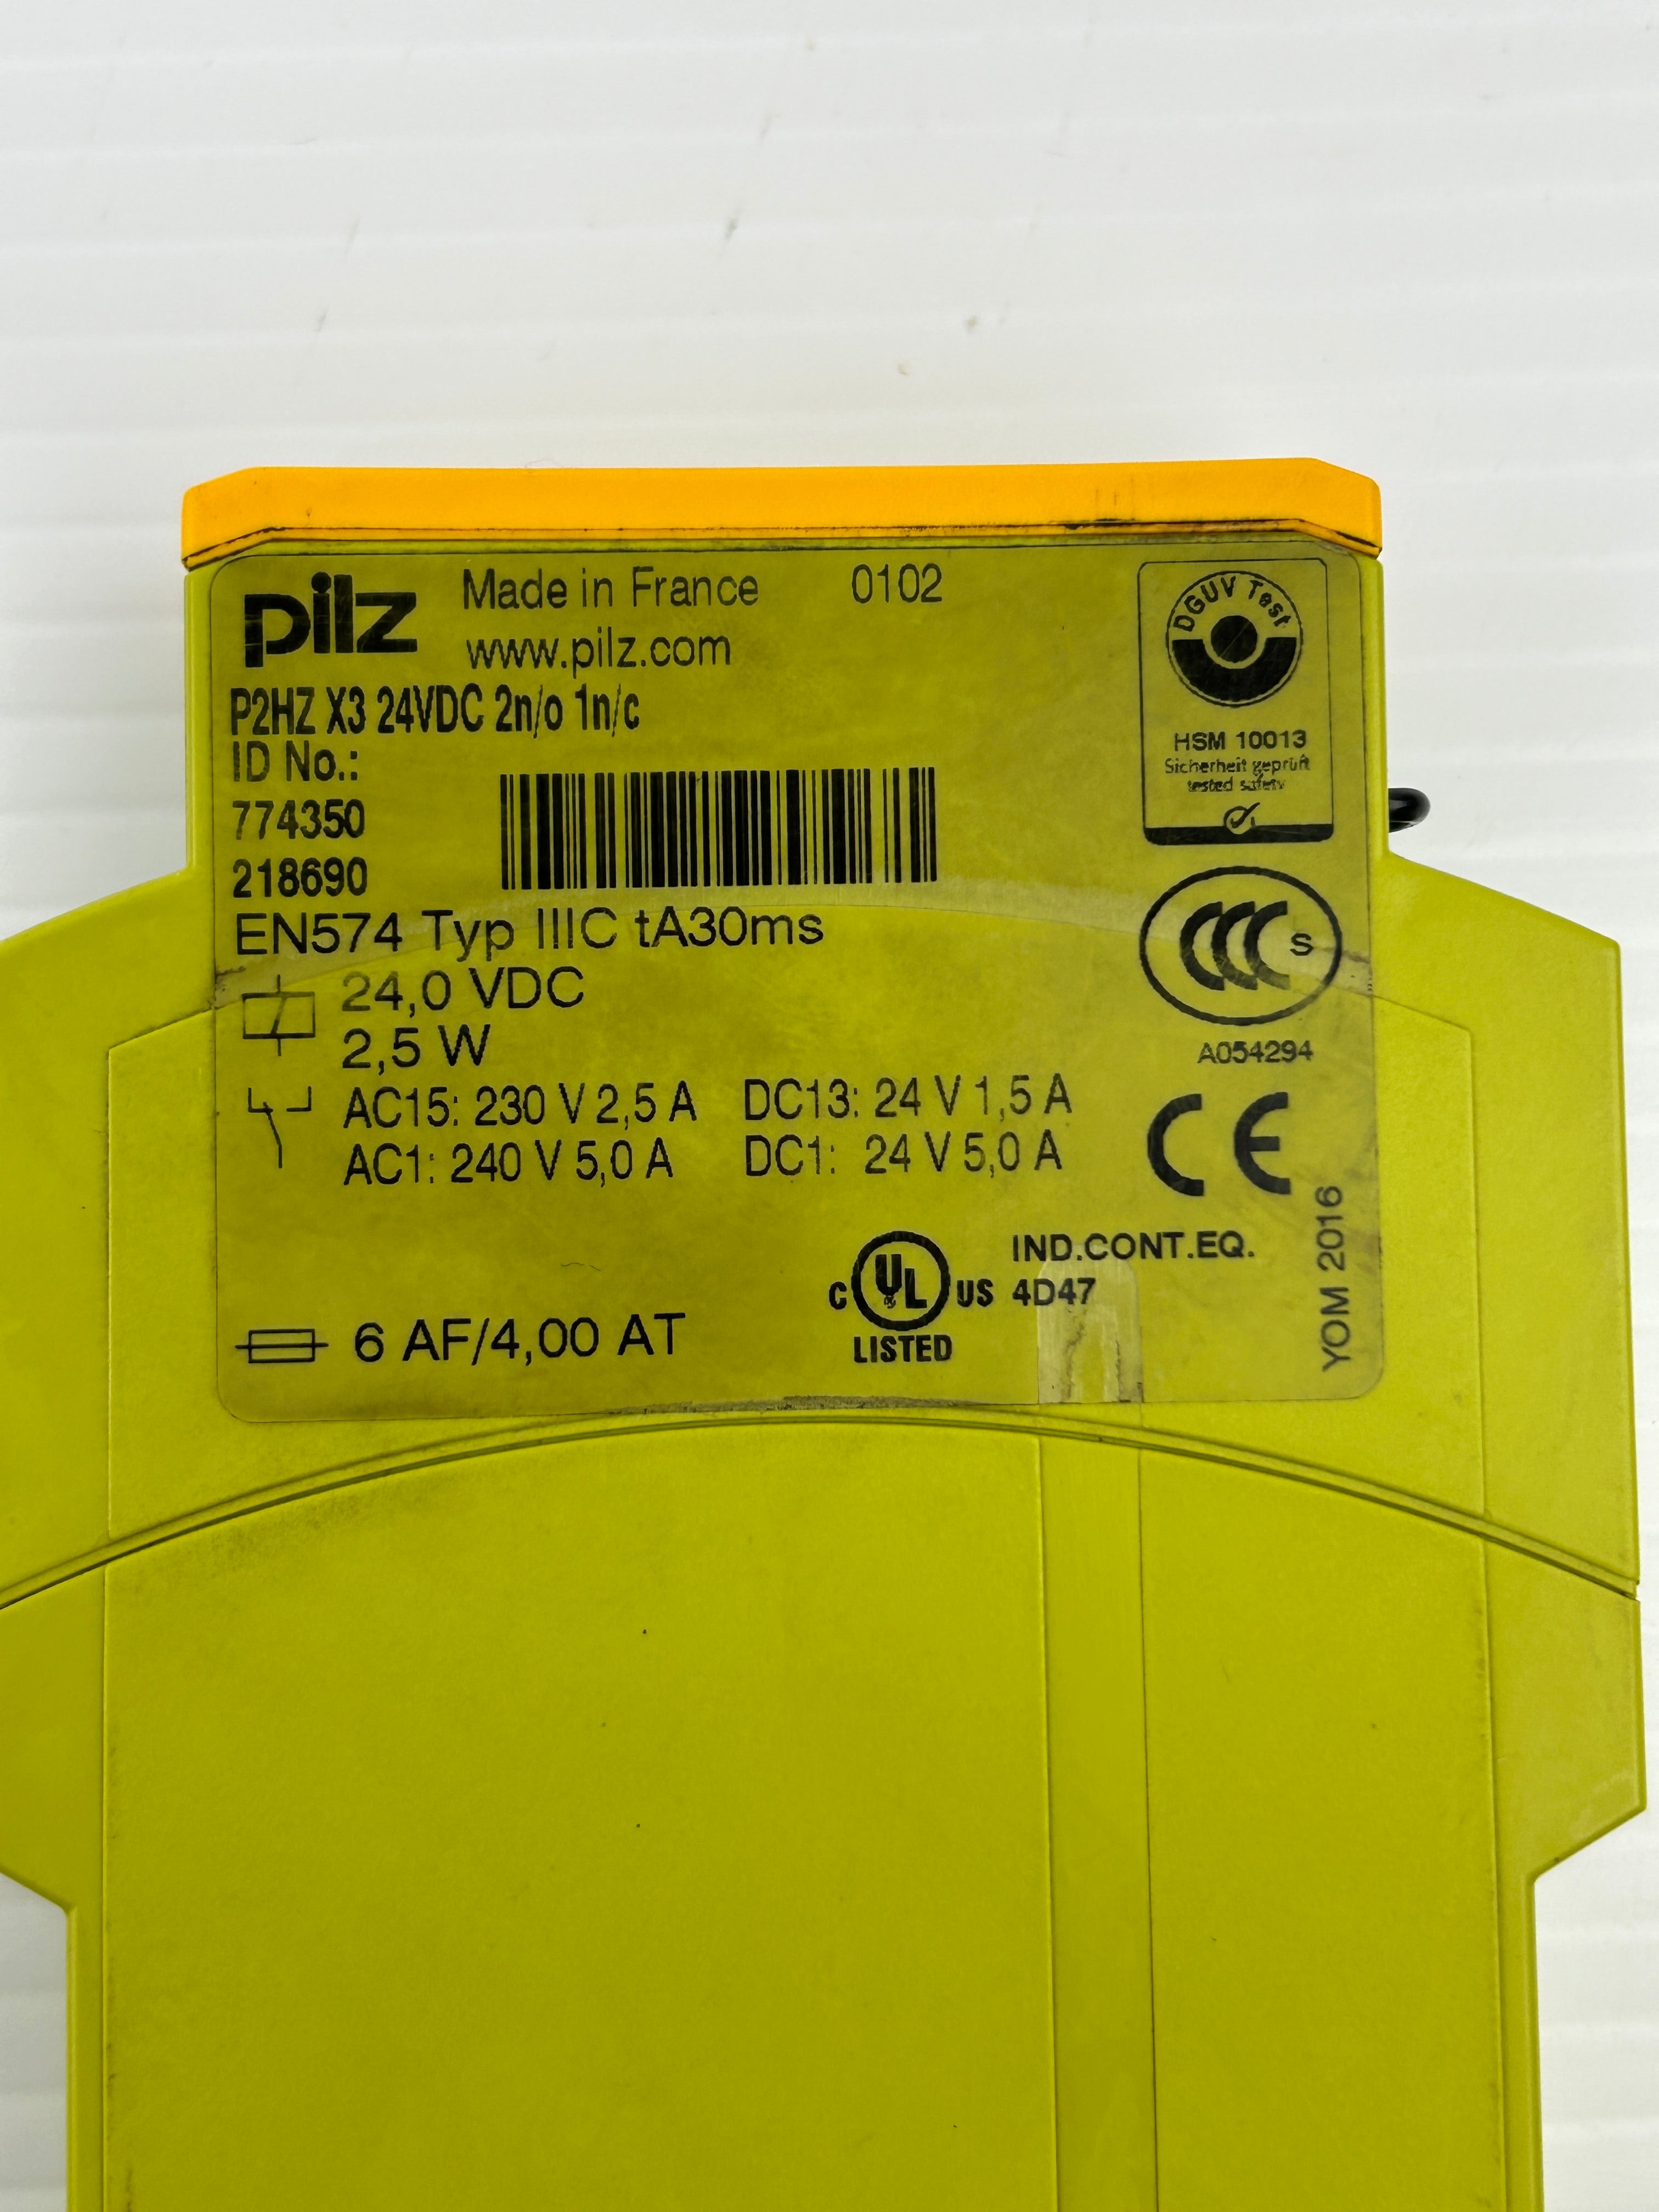 pilz Made in France 0102
www.pilz.com
P2HZ X3 24VDC 2n/o 1n/c
ID No.:
774350
218690
EN574 Typ IIIC tA30ms
24,0 VDC
2,5 W
AC15: 230 V 2,5 A DC13: 24 V 1,5 A
AC1: 240 V 5,0 A DC1: 24 V 5,0 A
6 AF/4,00 AT
DGUV Test
HSM 10013
Sicherheit geprüft
tested safety
CCC S
A054294
CE
YOM 2016
C UL US
LISTED
IND.CONT.EQ.
4D47